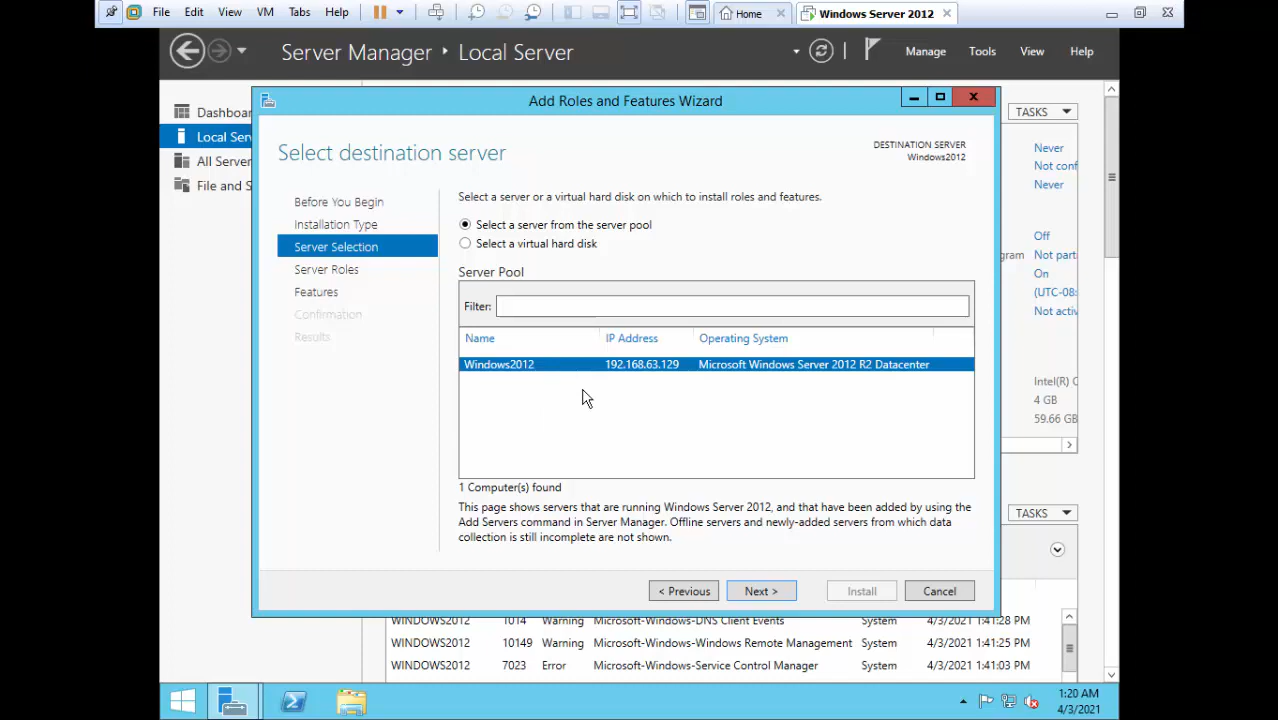 File Edit View VM Tabs Help
Home
Windows Server 2012
Server Manager Local Server
Manage Tools View Help
Dashboar
Local Serv
All Server
File and S
TASKS
Never
Not conf
Never
Off
gram Not part
On
(UTC-08:
Not activ
Intel(R) C
4 GB
59.66 GB
TASKS
Add Roles and Features Wizard
Select destination server
DESTINATION SERVER
Windows2012
Before You Begin
Installation Type
Server Selection
Server Roles
Features
Confirmation
Results
Select a server or a virtual hard disk on which to install roles and features.
Select a server from the server pool
Select a virtual hard disk
Server Pool
Filter:
Name IP Address Operating System
Windows2012 192.168.63.129 Microsoft Windows Server 2012 R2 Datacenter
1 Computer(s) found
This page shows servers that are running Windows Server 2012, and that have been added by using the
Add Servers command in Server Manager. Offline servers and newly-added servers from which data
collection is still incomplete are not shown.
< Previous Next > Install Cancel
WINDOWS2012 1014 Warning Microsoft-Windows-DNS Client Events System 4/3/2021 1:41:28 PM
WINDOWS2012 10149 Warning Microsoft-Windows-Windows Remote Management System 4/3/2021 1:41:25 PM
WINDOWS2012 7023 Error Microsoft-Windows-Service Control Manager System 4/3/2021 1:41:03 PM
1:20 AM
4/3/2021